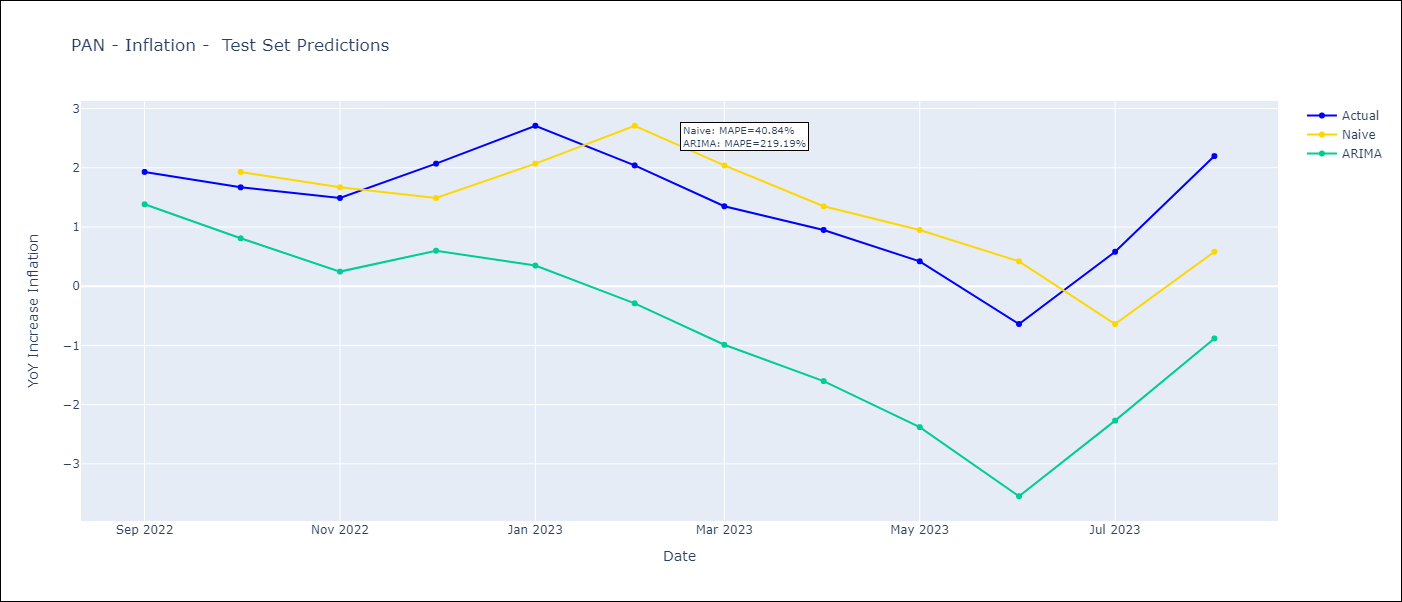 PAN - Inflation -  Test Set Predictions
Actual
Naive
ARIMA
Naive: MAPE=40.84%
ARIMA: MAPE=219.19%
YoY Increase Inflation
3
2
1
0
−1
−2
−3
Sep 2022
Nov 2022
Jan 2023
Mar 2023
May 2023
Jul 2023
Date